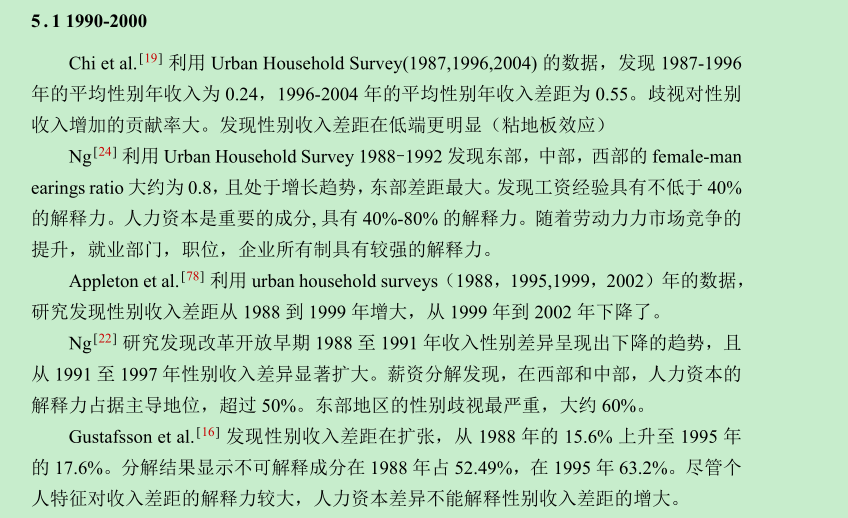 5.1 1990-2000
Chi et al.[19] 利用 Urban Household Survey(1987,1996,2004) 的数据，发现 1987-1996
年的平均性别年收入为 0.24，1996-2004 年的平均性别年收入差距为 0.55。歧视对性别
收入增加的贡献率大。发现性别收入差距在低端更明显（粘地板效应）
Ng[24] 利用 Urban Household Survey 1988-1992 发现东部，中部，西部的 female-man
earings ratio 大约为 0.8，且处于增长趋势，东部差距最大。发现工资经验具有不低于 40%
的解释力。人力资本是重要的成分, 具有 40%-80% 的解释力。随着劳动力力市场竞争的
提升，就业部门，职位，企业所有制具有较强的解释力。
Appleton et al.[78] 利用 urban household surveys（1988，1995,1999，2002）年的数据，
研究发现性别收入差距从 1988 到 1999 年增大，从 1999 年到 2002 年下降了。
Ng[22] 研究发现改革开放早期 1988 至 1991 年收入性别差异呈现出下降的趋势，且
从 1991 至 1997 年性别收入差异显著扩大。薪资分解发现，在西部和中部，人力资本的
解释力占据主导地位，超过 50%。东部地区的性别歧视最严重，大约 60%。
Gustafsson et al.[16] 发现性别收入差距在扩张，从 1988 年的 15.6% 上升至 1995 年
的 17.6%。分解结果显示不可解释成分在 1988 年占 52.49%，在 1995 年 63.2%。尽管个
人特征对收入差距的解释力较大，人力资本差异不能解释性别收入差距的增大。